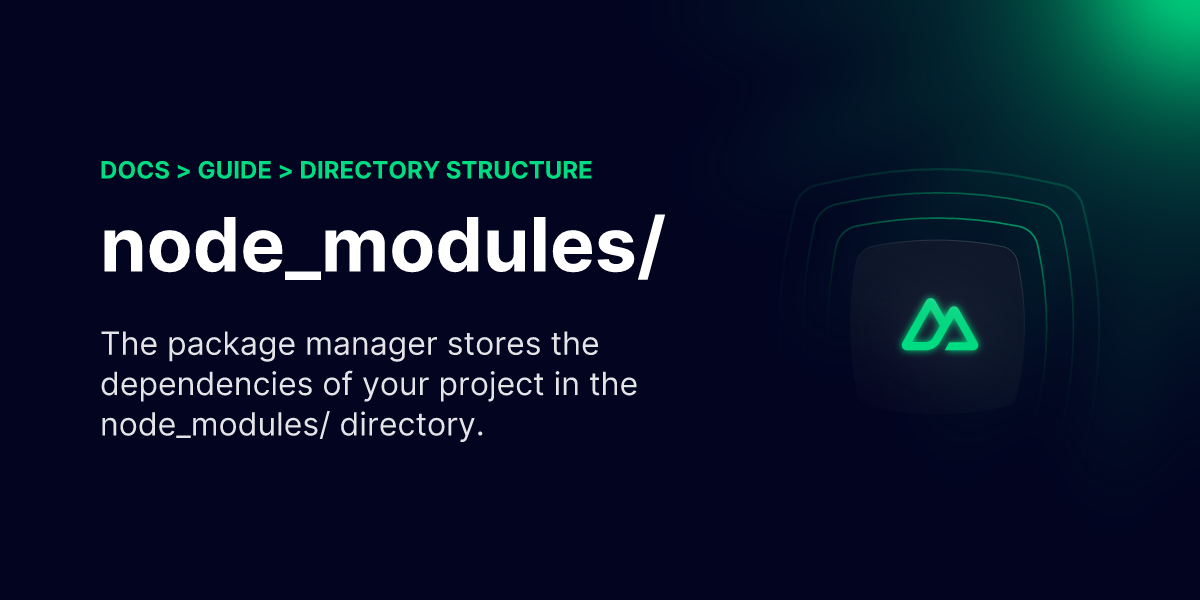 DOCS > GUIDE > DIRECTORY STRUCTURE
node_modules/
The package manager stores the
dependencies of your project in the
node_modules/ directory.